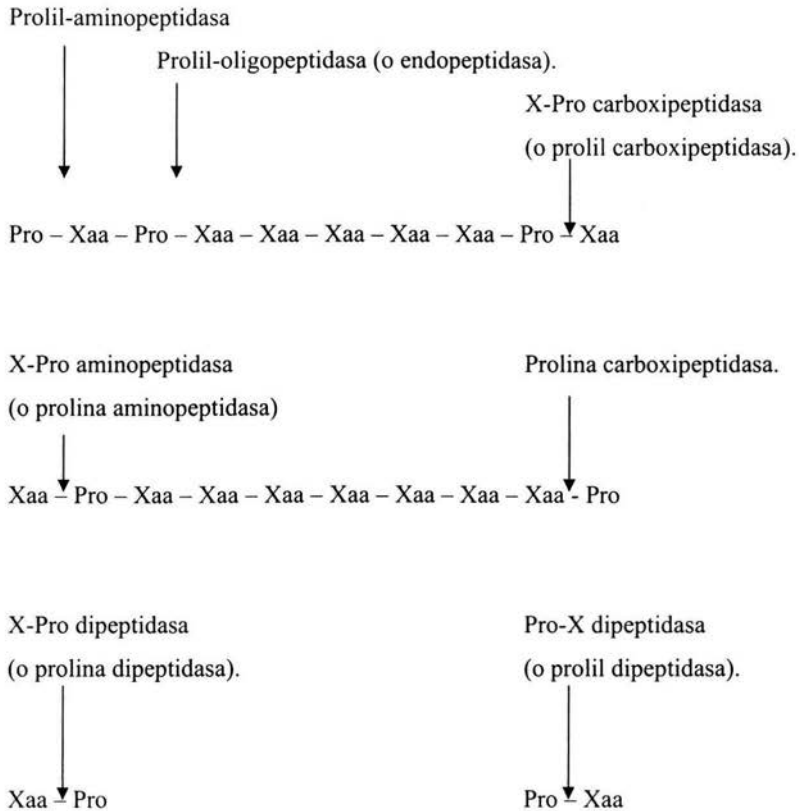 Prolil-aminopeptidasa
Prolil-oligopeptidasa (o endopeptidasa).
X-Pro carboxipeptidasa
(o prolil carboxipeptidasa).
Pro – Xaa – Pro – Xaa – Xaa – Xaa – Xaa – Xaa – Pro – Xaa
X-Pro aminopeptidasa
(o prolina aminopeptidasa)
Prolina carboxipeptidasa.
Xaa – Pro – Xaa – Xaa – Xaa – Xaa – Xaa – Xaa – Xaa - Pro
X-Pro dipeptidasa
(o prolina dipeptidasa).
Pro-X dipeptidasa
(o prolil dipeptidasa).
Xaa – Pro
Pro – Xaa